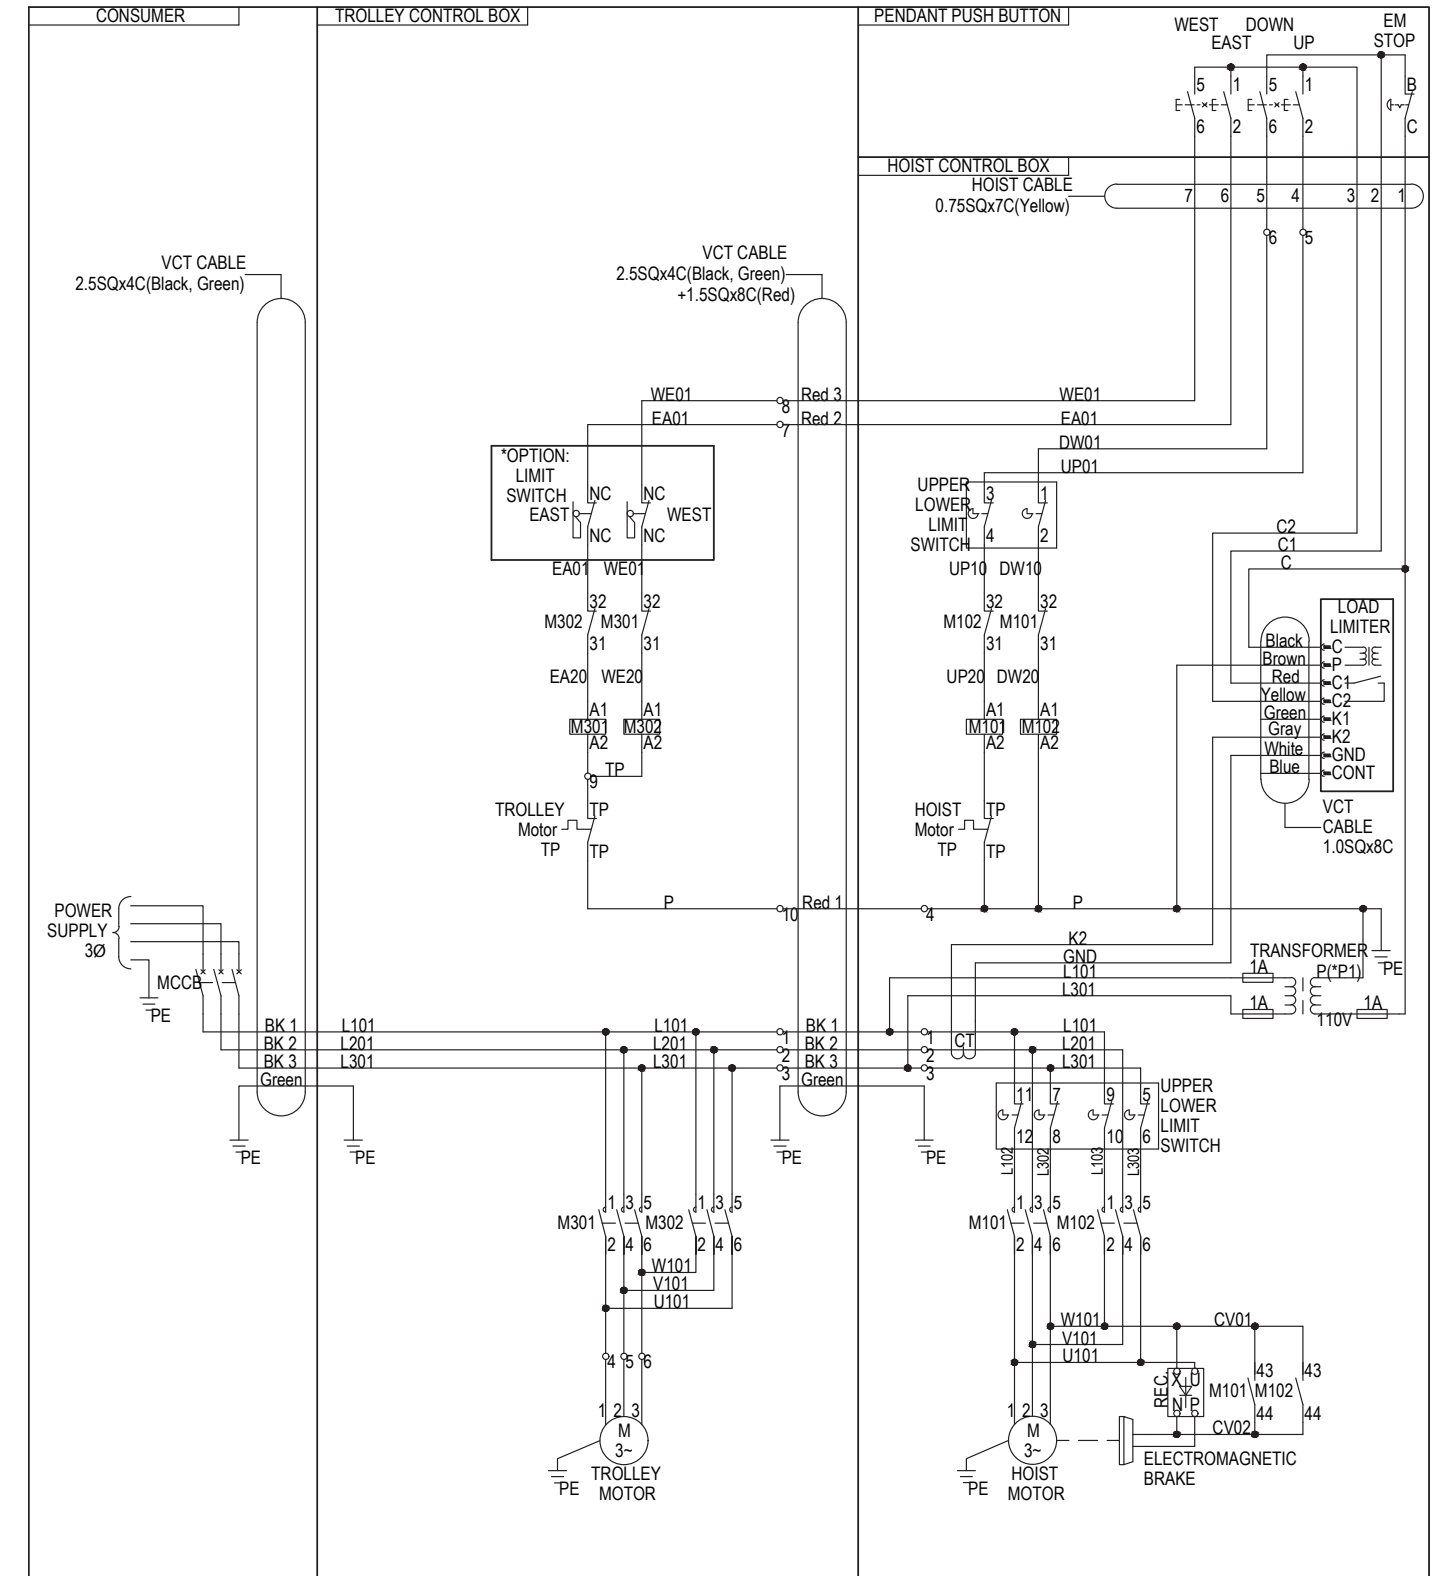 CONSUMER
TROLLEY CONTROL BOX
PENDANT PUSH BUTTON
WEST DOWN EM
EAST UP STOP
5 1 5 1 B
6 2 6 2 C
HOIST CONTROL BOX
HOIST CABLE
0.75SQx7C(Yellow)
7 6 5 4 3 2 1
6 5
VCT CABLE
2.5SQx4C(Black, Green)
VCT CABLE
2.5SQx4C(Black, Green)
+1.5SQx8C(Red)
WE01 8 Red 3 WE01
EA01 7 Red 2 EA01
DW01
UP01
*OPTION:
LIMIT
SWITCH
EAST
NC NC
WEST
NC NC
UPPER
LOWER
LIMIT
SWITCH
3 1
4 2
EA01 WE01
UP10 DW10
C2
C1
C
32 32
M302 M301
31 31
32 32
M102 M101
31 31
LOAD
LIMITER
Black C
Brown P
Red C1
Yellow C2
Green K1
Gray K2
White GND
Blue CONT
VCT
CABLE
1.0SQx8C
EA20 WE20
UP20 DW20
A1 A1
M301 M302
A2 A2
A1 A1
M101 M102
A2 A2
TP
9
TROLLEY
Motor
TP
TP
TP
HOIST
Motor
TP
TP
TP
P 10 Red 1 4 P
POWER
SUPPLY
3Ø
MCCB
PE
K2
GND
L101
L301
TRANSFORMER
PE
1A P(*P1)
1A 110V 1A
BK 1 L101 L101 1 BK 1 1 L101
BK 2 L201 L201 2 BK 2 2 L201
BK 3 L301 L301 3 BK 3 3 L301
CT
Green Green
PE PE PE PE
UPPER
LOWER
LIMIT
SWITCH
11 7 9 5
12 8 10 6
L102 L302 L103 L303
1 3 5 1 3 5
M301 M302
2 4 6 2 4 6
1 3 5 1 3 5
M101 M102
2 4 6 2 4 6
W101
V101
U101
W101 CV01
V101
U101
4 5 6
REC.
X U
N P
43 43
M101 M102
44 44
CV02
1 2 3
M
3~
PE
TROLLEY
MOTOR
1 2 3
M
3~
PE
HOIST
MOTOR
ELECTROMAGNETIC
BRAKE